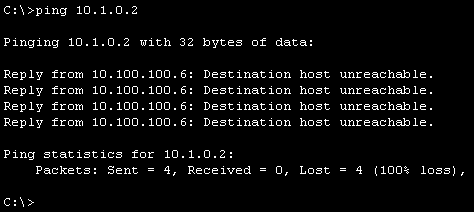 C:\>ping 10.1.0.2
Pinging 10.1.0.2 with 32 bytes of data:
Reply from 10.100.100.6: Destination host unreachable.
Reply from 10.100.100.6: Destination host unreachable.
Reply from 10.100.100.6: Destination host unreachable.
Reply from 10.100.100.6: Destination host unreachable.
Ping statistics for 10.1.0.2:
    Packets: Sent = 4, Received = 0, Lost = 4 (100% loss),
C:\>